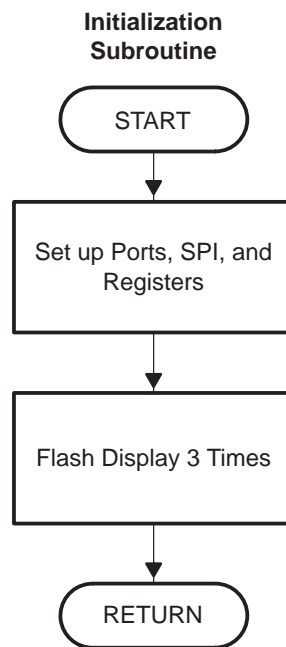 Initialization
Subroutine
START
Set up Ports, SPI, and
Registers
Flash Display 3 Times
RETURN